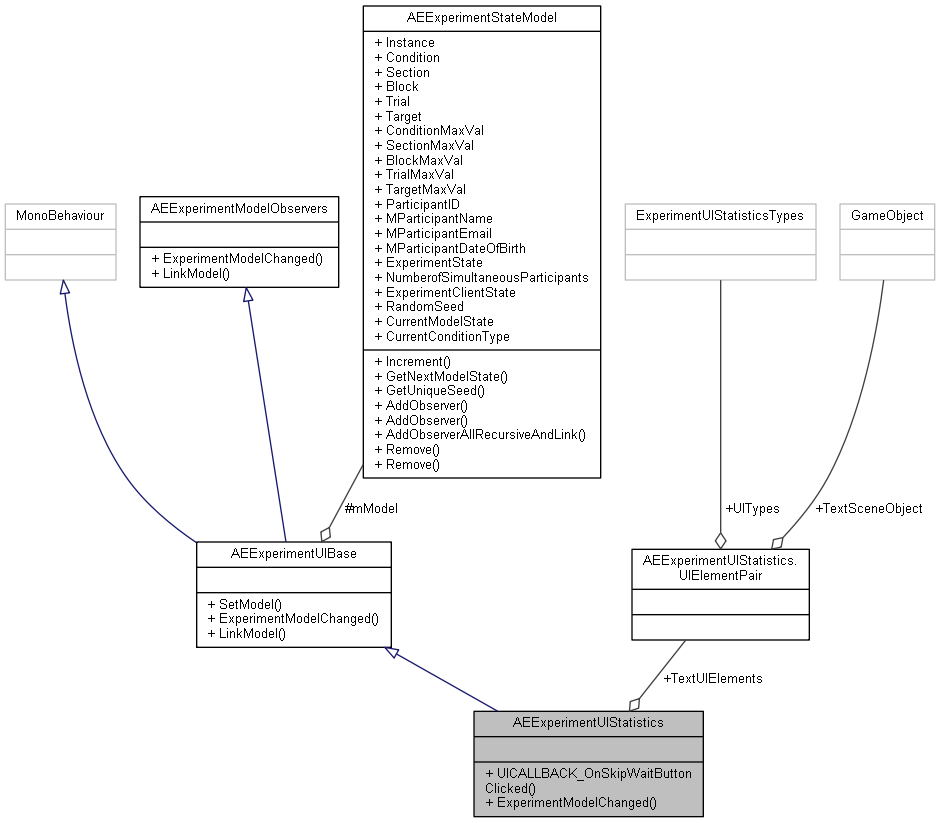 AEExperimentStateModel
+ Instance
+ Condition
+ Section
+ Block
+ Trial
+ Target
+ ConditionMaxVal
+ SectionMaxVal
+ BlockMaxVal
+ TrialMaxVal
+ TargetMaxVal
+ ParticipantID
+ MParticipantName
+ MParticipantEmail
+ MParticipantDateOfBirth
+ ExperimentState
+ NumberofSimultaneousParticipants
+ ExperimentClientState
+ RandomSeed
+ CurrentModelState
+ CurrentConditionType
+ Increment()
+ GetNextModelState()
+ GetUniqueSeed()
+ AddObserver()
+ AddObserver()
+ AddObserverAllRecursiveAndLink()
+ Remove()
+ Remove()
MonoBehaviour
AEExperimentModelObservers
+ ExperimentModelChanged()
+ LinkModel()
ExperimentUIStatisticsTypes
GameObject
#mModel
+UITypes
+TextSceneObject
AEExperimentUIBase
+ SetModel()
+ ExperimentModelChanged()
+ LinkModel()
AEExperimentUIStatistics.
UIElementPair
+TextUIElements
AEExperimentUIStatistics
+ UICALLBACK_OnSkipWaitButton
Clicked()
+ ExperimentModelChanged()